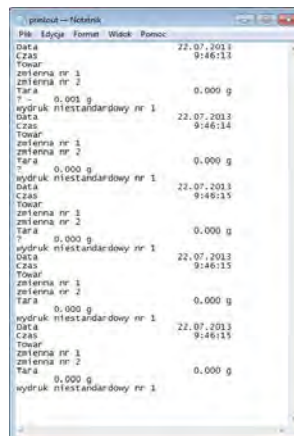 printout — Notatnik
Plik Edycja Format Widok Pomoc
Data 22.07.2013
Czas 9:46:13
Towar
zmienna nr 1
zmienna nr 2
Tara 0.000 g
? - 0.001 g
wydruk niestandardowy nr 1
Data 22.07.2013
Czas 9:46:14
Towar
zmienna nr 1
zmienna nr 2
Tara 0.000 g
? 0.000 g
wydruk niestandardowy nr 1
Data 22.07.2013
Czas 9:46:15
Towar
zmienna nr 1
zmienna nr 2
Tara 0.000 g
? 0.000 g
wydruk niestandardowy nr 1
Data 22.07.2013
Czas 9:46:15
Towar
zmienna nr 1
zmienna nr 2
Tara 0.000 g
0.000 g
wydruk niestandardowy nr 1
Data 22.07.2013
Czas 9:46:15
Towar
zmienna nr 1
zmienna nr 2
Tara 0.000 g
0.000 g
wydruk niestandardowy nr 1